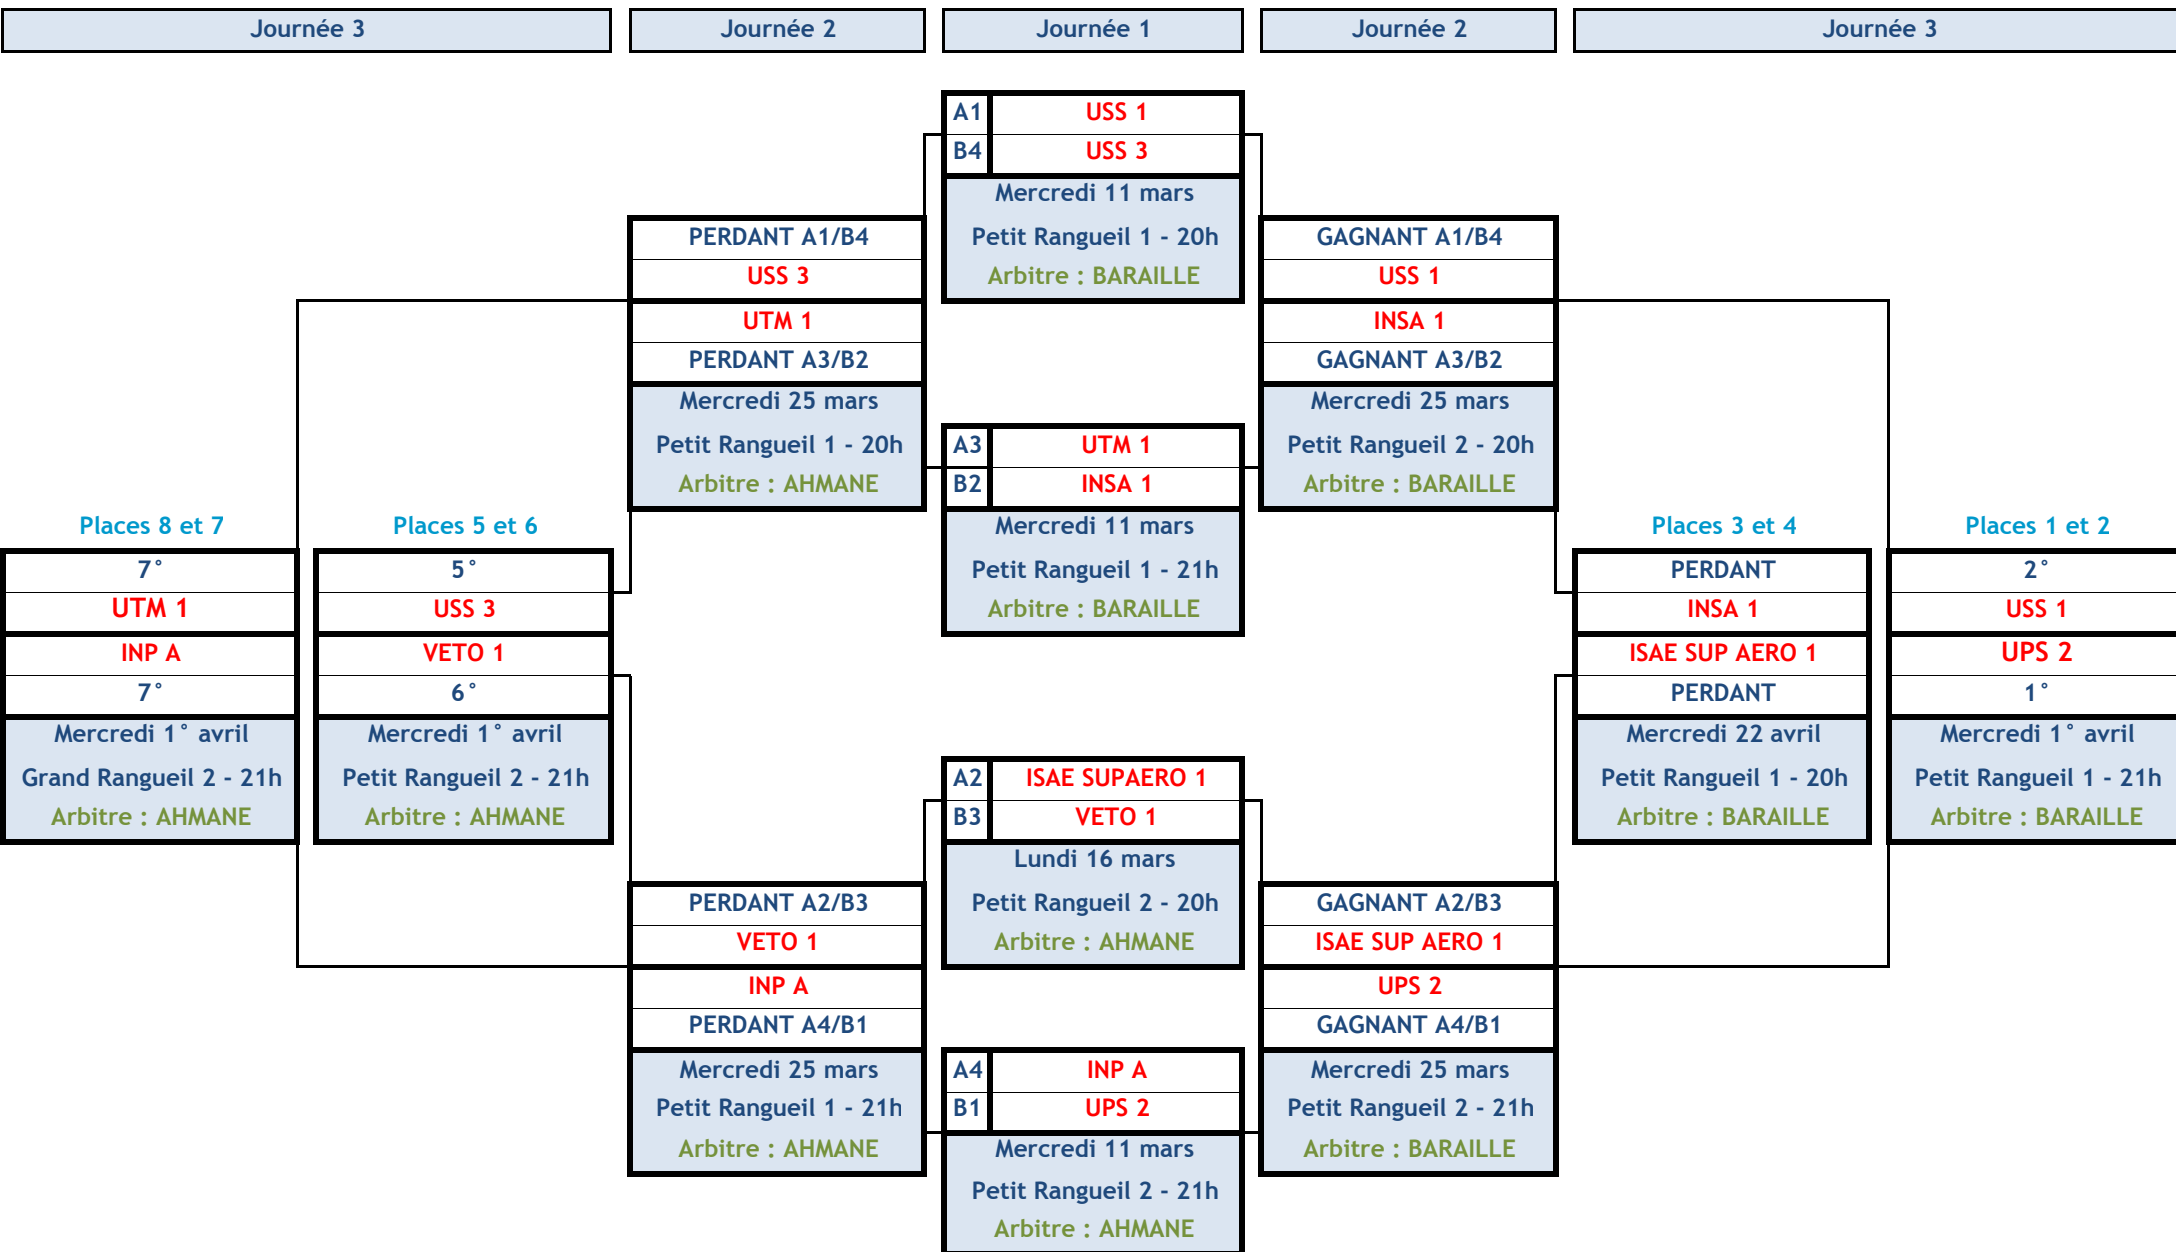 Journée 3
Journée 2
Journée 1
Journée 2
Journée 3
A1 USS 1
B4 USS 3
Mercredi 11 mars
Petit Rangueil 1 - 20h
Arbitre : BARAILLE
PERDANT A1/B4
USS 3
UTM 1
PERDANT A3/B2
Mercredi 25 mars
Petit Rangueil 1 - 20h
Arbitre : AHMANE
GAGNANT A1/B4
USS 1
INSA 1
GAGNANT A3/B2
Mercredi 25 mars
Petit Rangueil 2 - 20h
Arbitre : BARAILLE
A3 UTM 1
B2 INSA 1
Mercredi 11 mars
Petit Rangueil 1 - 21h
Arbitre : BARAILLE
Places 8 et 7
7°
UTM 1
INP A
7°
Mercredi 1° avril
Grand Rangueil 2 - 21h
Arbitre : AHMANE
Places 5 et 6
5°
USS 3
VETO 1
6°
Mercredi 1° avril
Petit Rangueil 2 - 21h
Arbitre : AHMANE
Places 3 et 4
PERDANT
INSA 1
ISAE SUP AERO 1
PERDANT
Mercredi 22 avril
Petit Rangueil 1 - 20h
Arbitre : BARAILLE
Places 1 et 2
2°
USS 1
UPS 2
1°
Mercredi 1° avril
Petit Rangueil 1 - 21h
Arbitre : BARAILLE
A2 ISAE SUPAERO 1
B3 VETO 1
Lundi 16 mars
Petit Rangueil 2 - 20h
Arbitre : AHMANE
PERDANT A2/B3
VETO 1
INP A
PERDANT A4/B1
Mercredi 25 mars
Petit Rangueil 1 - 21h
Arbitre : AHMANE
GAGNANT A2/B3
ISAE SUP AERO 1
UPS 2
GAGNANT A4/B1
Mercredi 25 mars
Petit Rangueil 2 - 21h
Arbitre : BARAILLE
A4 INP A
B1 UPS 2
Mercredi 11 mars
Petit Rangueil 2 - 21h
Arbitre : AHMANE